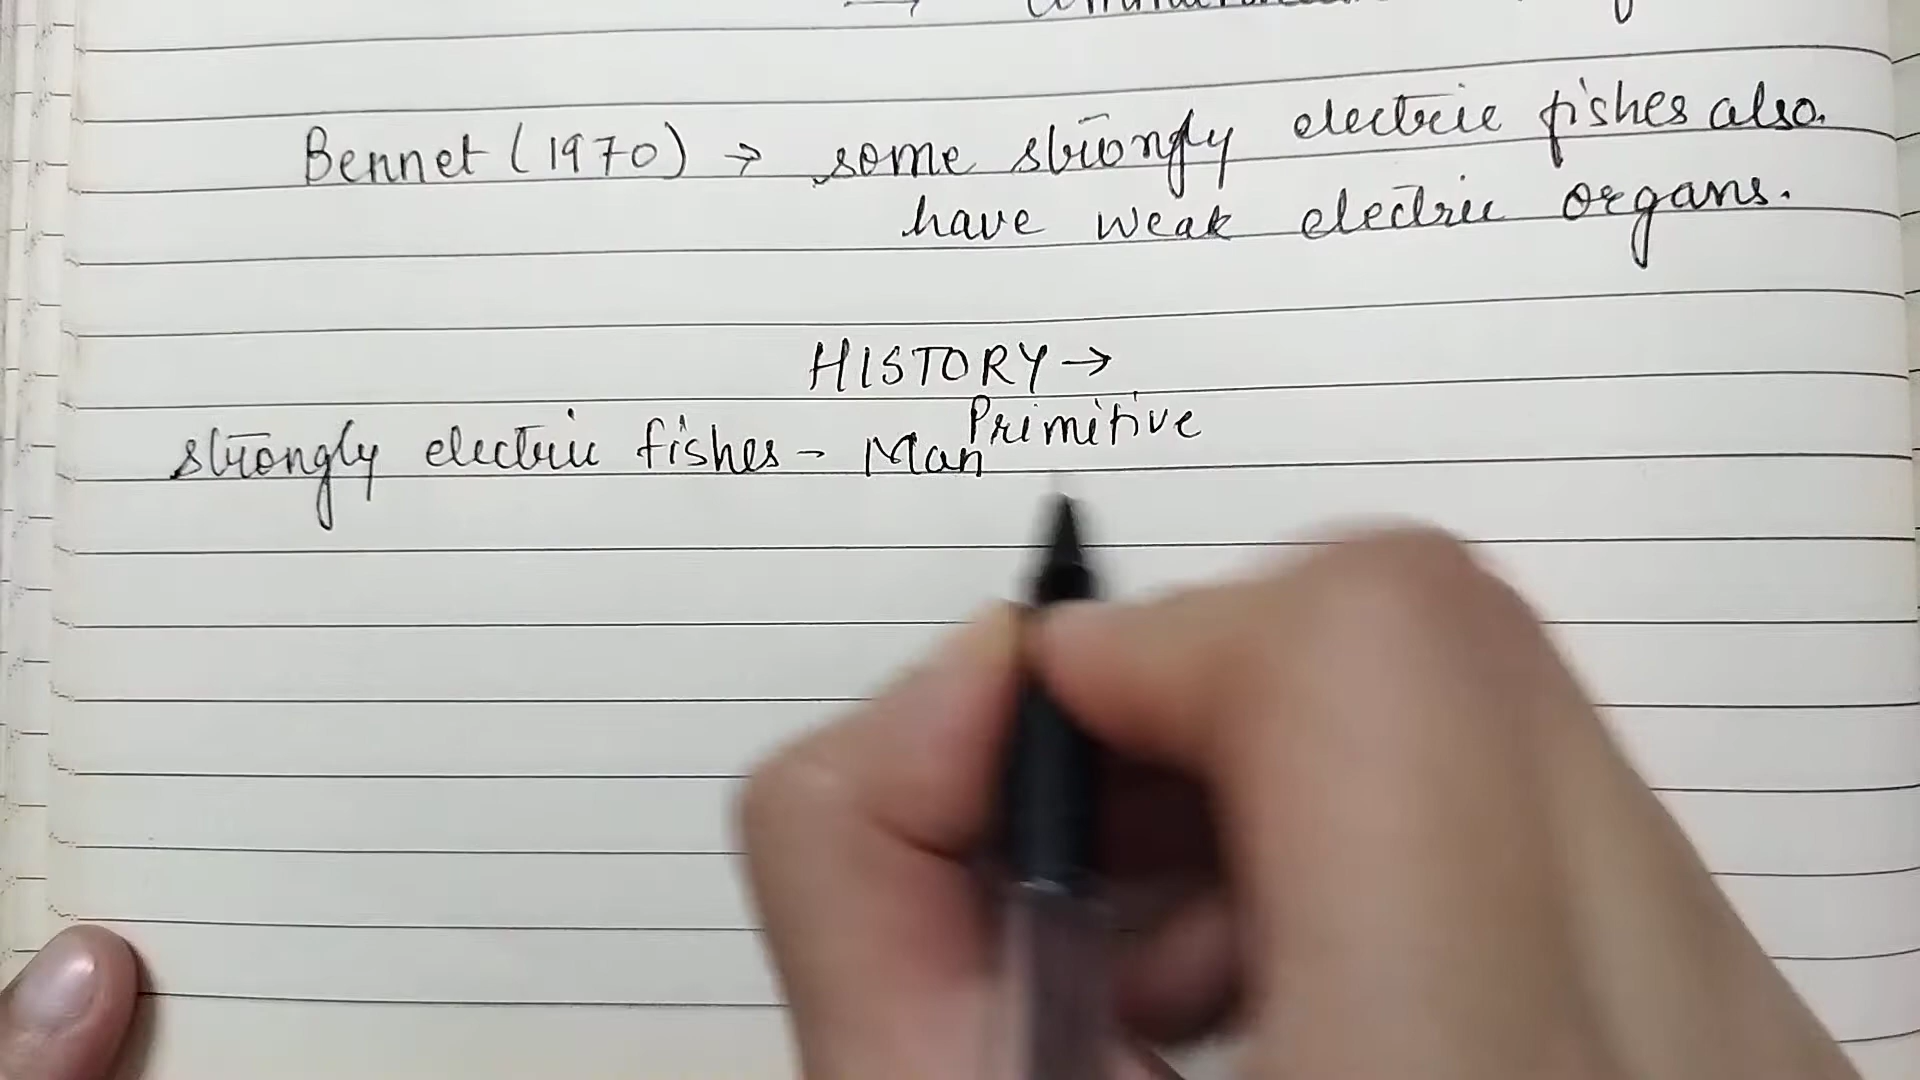 Bennet (1970) → some strongly electric fishes also.
have weak electric organs.
HISTORY →
Primitive
strongly electric fishes - Man